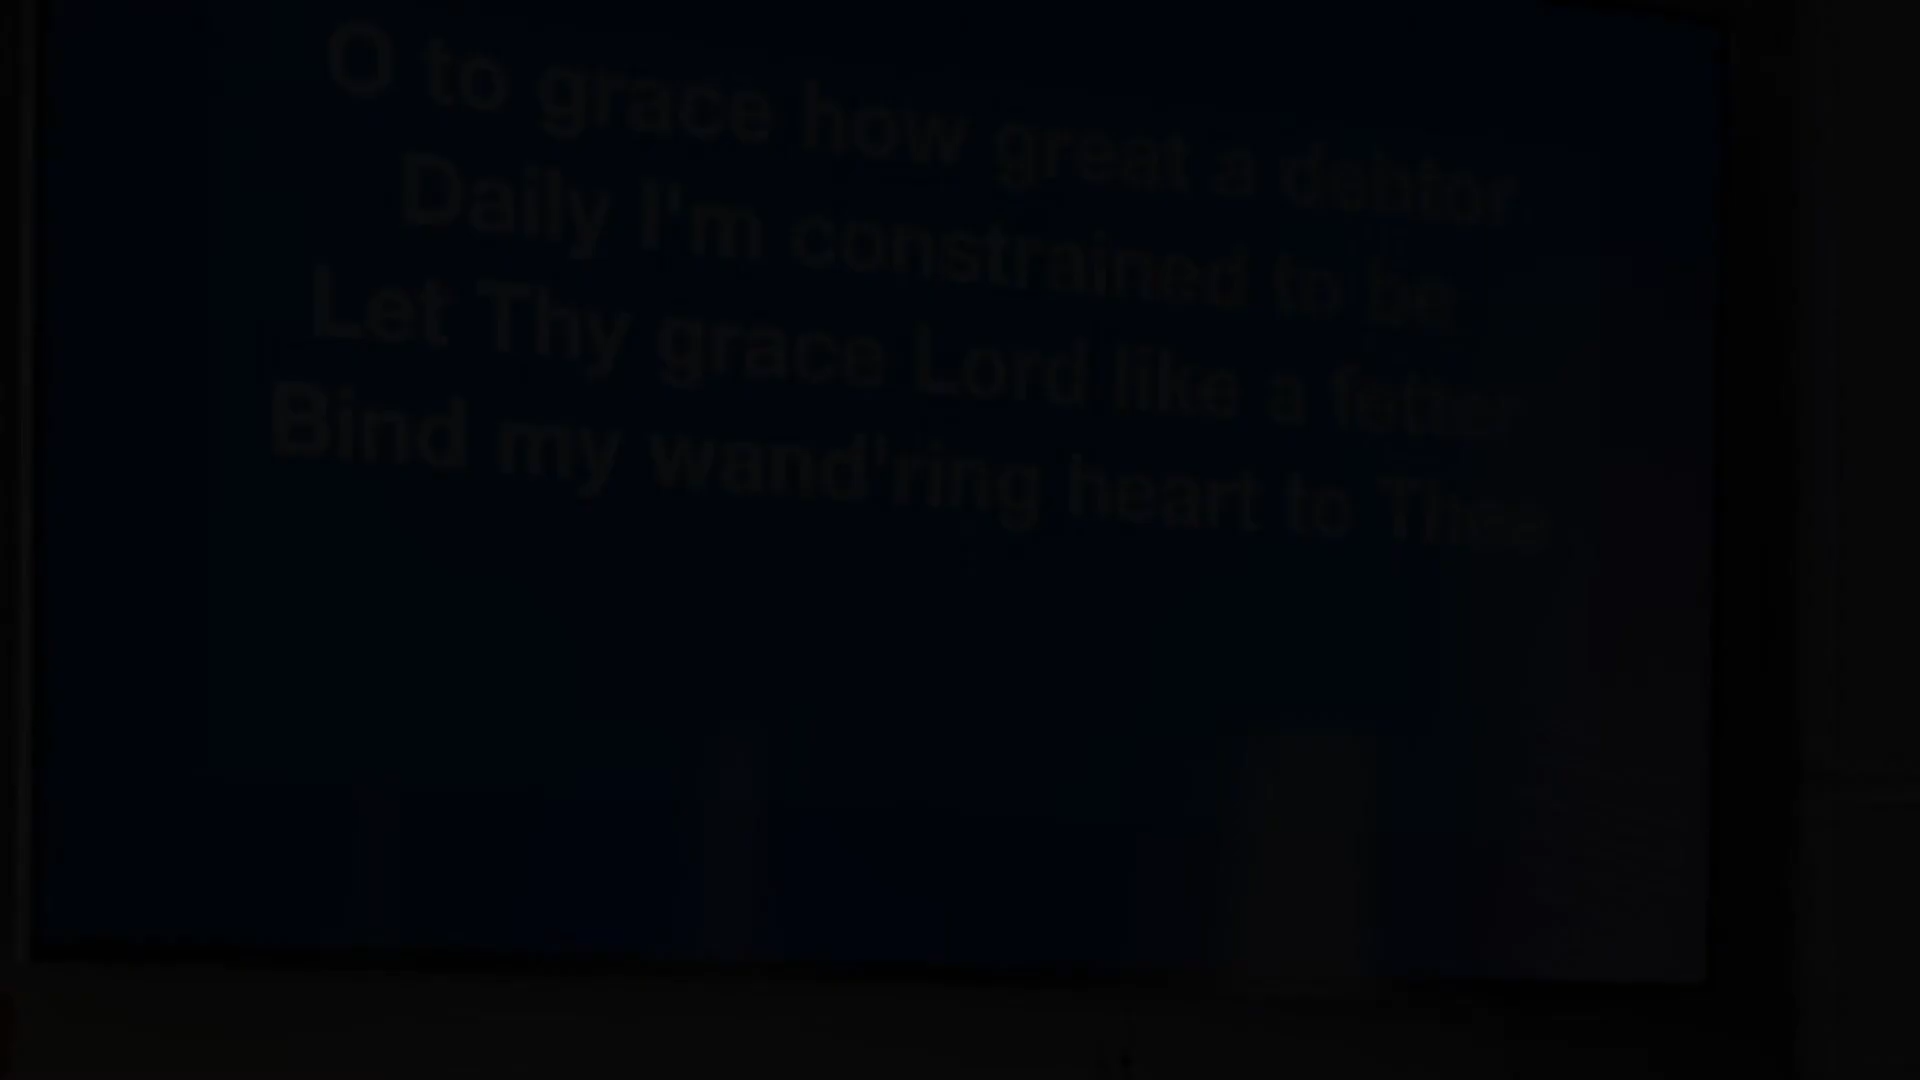 O to grace how great a debtor
Daily I'm constrained to be
Let Thy grace Lord like a fetter
Bind my wand'ring heart to Thee